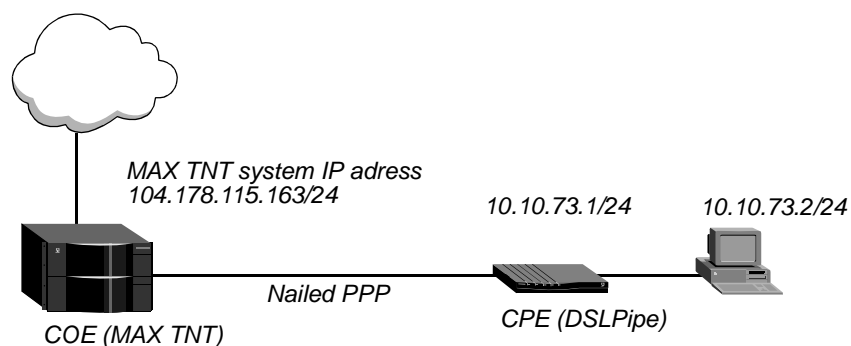 MAX TNT system IP adress
104.178.115.163/24
10.10.73.1/24
10.10.73.2/24
Nailed PPP
COE (MAX TNT)
CPE (DSLPipe)